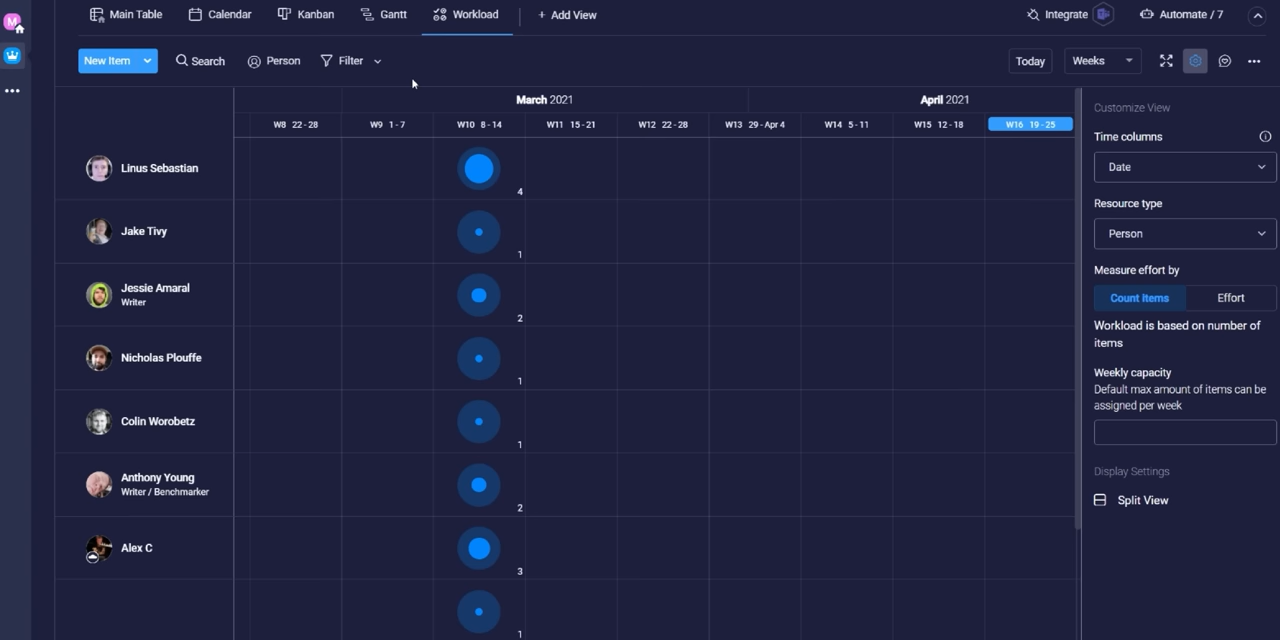 M
Main Table Calendar Kanban Gantt Workload + Add View Integrate Automate / 7
New Item Search Person Filter Today Weeks
March 2021 April 2021
W8 22-28 W9 1-7 W10 8-14 W11 15-21 W12 22-28 W13 29-Apr 4 W14 5-11 W15 12-18 W16 19-25
Linus Sebastian
4
Jake Tivy
1
Jessie Amaral
Writer
2
Nicholas Plouffe
1
Colin Worobetz
1
Anthony Young
Writer / Benchmarker
2
Alex C
3
1
Customize View
Time columns
Date
Resource type
Person
Measure effort by
Count items Effort
Workload is based on number of
items
Weekly capacity
Default max amount of items can be
assigned per week
Display Settings
Split View